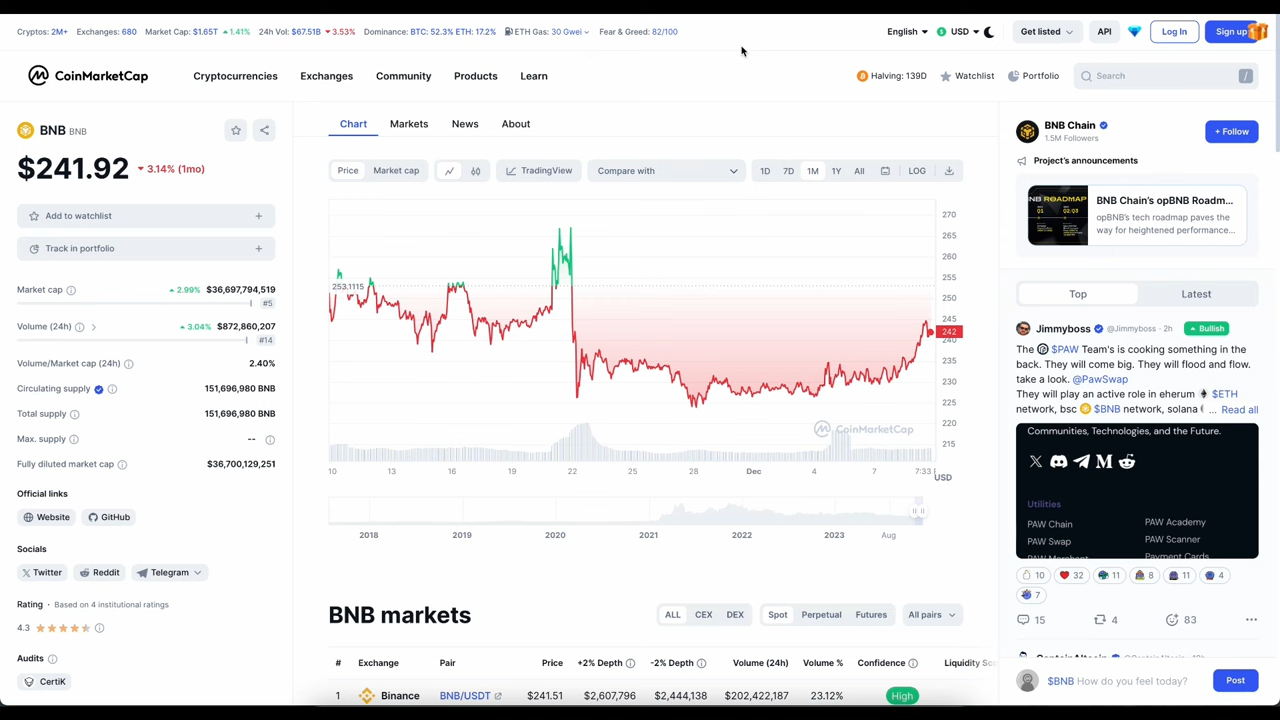 Cryptos: 2M+ Exchanges: 680 Market Cap: $1.65T 1.41% 24h Vol: $67.51B 3.53% Dominance: BTC: 52.3% ETH: 17.2% ETH Gas: 30 Gwei Fear & Greed: 82/100
English USD Get listed API Log In Sign up
CoinMarketCap Cryptocurrencies Exchanges Community Products Learn Halving: 139D Watchlist Portfolio Search /
BNB BNB
$241.92 3.14% (1mo)
Add to watchlist +
Track in portfolio +
Market cap 2.99% $36,697,794,519
#5
Volume (24h) 3.04% $872,860,207
#14
Volume/Market cap (24h) 2.40%
Circulating supply 151,696,980 BNB
Total supply 151,696,980 BNB
Max. supply --
Fully diluted market cap $36,700,129,251
Official links
Website GitHub
Socials
Twitter Reddit Telegram
Rating · Based on 4 institutional ratings
4.3
Audits
CertiK
Chart Markets News About
Price Market cap TradingView Compare with 1D 7D 1M 1Y All LOG
270
265
260
255
253.1115
250
245
242
240
235
230
225
220
215
CoinMarketCap
10 13 16 19 22 25 28 Dec 4 7 7:33
USD
2018 2019 2020 2021 2022 2023 Aug
BNB markets ALL CEX DEX Spot Perpetual Futures All pairs
# Exchange Pair Price +2% Depth -2% Depth Volume (24h) Volume % Confidence Liquidity
1 Binance BNB/USDT $241.51 $2,607,796 $2,444,138 $202,422,187 23.12% High
BNB Chain
1.5M Followers
+ Follow
Project's announcements
BNB ROADMAP
BNB Chain's opBNB Roadm...
opBNB's tech roadmap paves the
way for heightened performance...
Top Latest
Jimmyboss @Jimmyboss · 2h Bullish
The $PAW Team's is cooking something in the
back. They will come big. They will flood and flow.
take a look. @PawSwap
They will play an active role in eherum $ETH
network, bsc $BNB network, solana ... Read all
Communities, Technologies, and the Future.
Utilities
PAW Chain PAW Academy
PAW Swap PAW Scanner
PAW Merchant Payment Cards
10 32 11 8 11 4
7
15 4 83
CaptainAltcoin
$BNB How do you feel today? Post